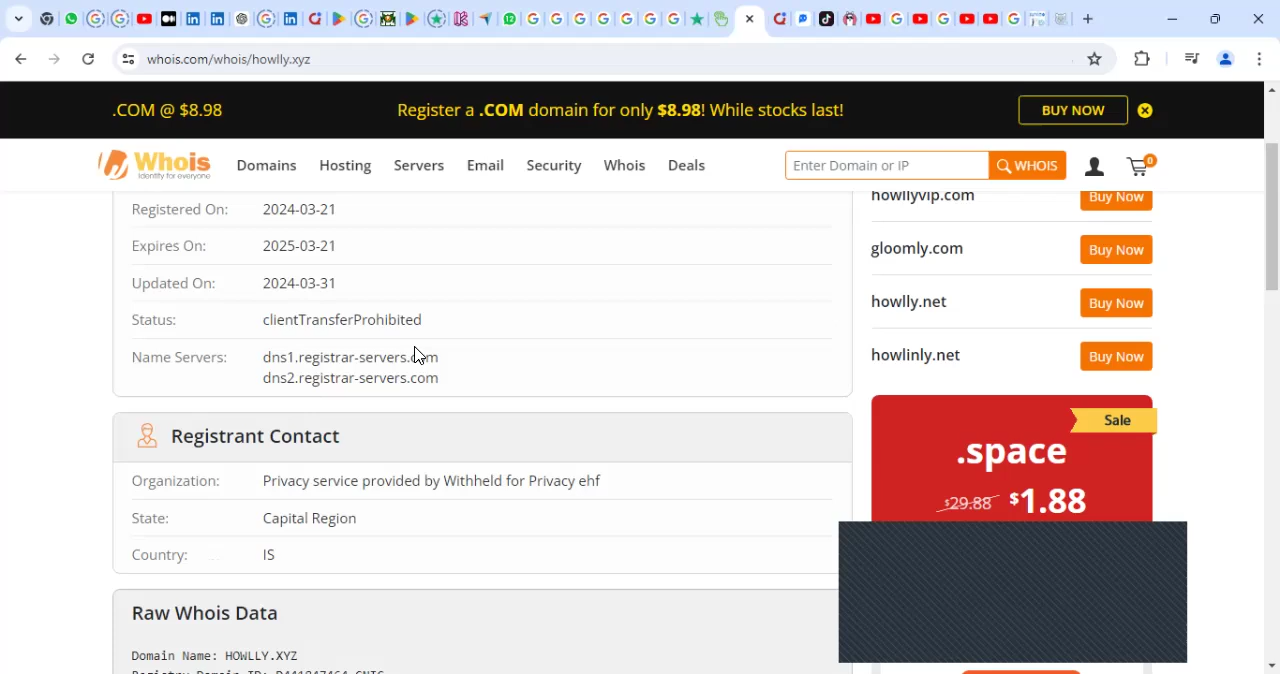 whois.com/whois/howlly.xyz
.COM @ $8.98
Register a .COM domain for only $8.98! While stocks last!
BUY NOW
Whois
Identity for everyone
Domains
Hosting
Servers
Email
Security
Whois
Deals
Enter Domain or IP
WHOIS
0
Registered On: 2024-03-21
Expires On: 2025-03-21
Updated On: 2024-03-31
Status: clientTransferProhibited
Name Servers: dns1.registrar-servers.com
dns2.registrar-servers.com
Registrant Contact
Organization: Privacy service provided by Withheld for Privacy ehf
State: Capital Region
Country: IS
Raw Whois Data
Domain Name: HOWLLY.XYZ
howllyvip.com Buy Now
gloomly.com Buy Now
howlly.net Buy Now
howlinly.net Buy Now
Sale
.space
$29.88 $1.88